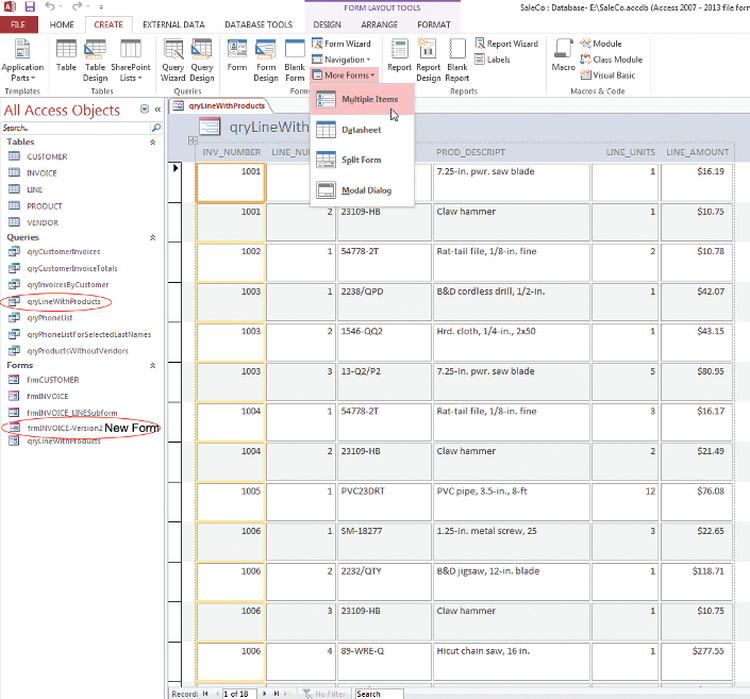 FORM LAYOUT TOOLS
SaleCo : Database- E:\SaleCo.accdb (Access 2007 - 2013 file form
FILE HOME CREATE EXTERNAL DATA DATABASE TOOLS DESIGN ARRANGE FORMAT
Application Parts
Table
Table Design
SharePoint Lists
Query Wizard
Query Design
Form
Form Design
Blank Form
Form Wizard
Navigation
More Forms
Report
Report Design
Blank Report
Report Wizard
Labels
Macro
Module
Class Module
Visual Basic
Templates Tables Queries Forms Reports Macros & Code
Multiple Items
Datasheet
Split Form
Modal Dialog
All Access Objects
Search...
Tables
CUSTOMER
INVOICE
LINE
PRODUCT
VENDOR
Queries
qryCustomerInvoices
qryCustomerInvoiceTotals
qryInvoicesByCustomer
qryLineWithProducts
qryPhoneList
qryPhoneListForSelectedLastNames
qryProductsWithoutVendors
Forms
frmCUSTOMER
frmINVOICE
frmINVOICE_LINESubform
frmINVOICE-Version2 New Form
qryLineWithProducts
qryLineWithProducts
qryLineWith
INV_NUMBER LINE_NU PROD_DESCRIPT LINE_UNITS LINE_AMOUNT
1001 7.25-in. pwr. saw blade 1 $16.19
1001 2 23109-HB Claw hammer 1 $10.75
1002 1 54778-2T Rat-tail file, 1/8-in. fine 2 $10.78
1003 1 2238/QPD B&D cordless drill, 1/2-in. 1 $42.07
1003 2 1546-QQ2 Hrd. cloth, 1/4-in., 2x50 1 $43.15
1003 3 13-Q2/P2 7.25-in. pwr. saw blade 5 $80.95
1004 1 54778-2T Rat-tail file, 1/8-in. fine 3 $16.17
1004 2 23109-HB Claw hammer 2 $21.49
1005 1 PVC23DRT PVC pipe, 3.5-in., 8-ft 12 $76.08
1006 1 SM-18277 1.25-in. metal screw, 25 3 $22.65
1006 2 2232/QTY B&D jigsaw, 12-in. blade 1 $118.71
1006 3 23109-HB Claw hammer 1 $10.75
1006 4 89-WRE-Q Hicut chain saw, 16 in. 1 $277.55
Record: 1 of 18 No Filter Search